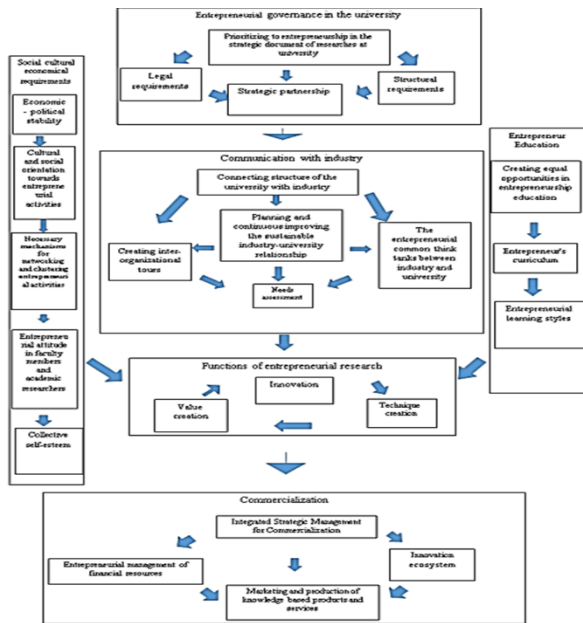 Entrepreneurial governance in the university
Prioritizing to entrepreneurship in the
strategic document of researches at
university
Legal
requirements
Strategic partnership
Structural
requirements
Social cultural
economical
requirements
Economic
- political
stability
Cultural
and social
orientation
towards
entreprene
urial
activities
Necessary
mechanisms
for
networking
and clustering
entrepreneuri
al activities
Entrepreneu
rial attitude
in faculty
members
and
academic
researchers
Collective
self-esteem
Communication with industry
Connecting structure of the
university with industry
Creating inter-
organizational
tours
Planning and
continuous improving
the sustainable
industry-university
relationship
The
entrepreneurial
common think
tanks between
industry and
university
Needs
assessment
Entrepreneur
Education
Creating equal
opportunities in
entrepreneurship
education
Entrepreneur's
curriculum
Entrepreneurial
learning styles
Functions of entrepreneurial research
Innovation
Value
creation
Technique
creation
Commercialization
Integrated Strategic Management
for Commercialization
Entrepreneurial management of
financial resources
Innovation
ecosystem
Marketing and production of
knowledge based products and
services